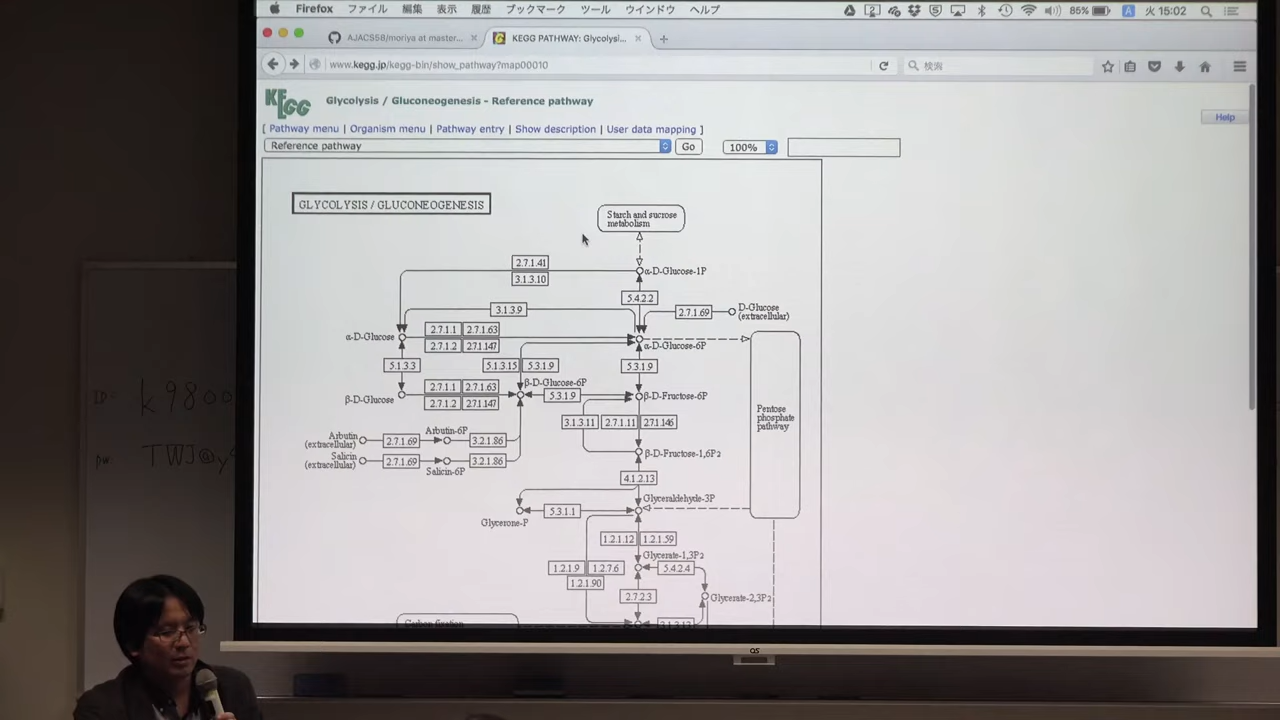 Firefox ファイル 編集 表示 履歴 ブックマーク ツール ウインドウ ヘルプ 85% A 火 15:02
AJACS58/moriya at master... × KEGG PATHWAY: Glycolysi... × +
www.kegg.jp/kegg-bin/show_pathway?map00010 検索
KEGG Glycolysis / Gluconeogenesis - Reference pathway
Help
[ Pathway menu | Organism menu | Pathway entry | Show description | User data mapping ]
Reference pathway Go 100%
GLYCOLYSIS / GLUCONEOGENESIS
Starch and sucrose
metabolism
2.7.1.41
3.1.3.10
α-D-Glucose-1P
5.4.2.2
3.1.3.9
2.7.1.69
D-Glucose
(extracellular)
α-D-Glucose
2.7.1.1 2.7.1.63
2.7.1.2 2.7.1.147
α-D-Glucose-6P
5.1.3.3
5.1.3.15 5.3.1.9
5.3.1.9
β-D-Glucose
2.7.1.1 2.7.1.63
2.7.1.2 2.7.1.147
β-D-Glucose-6P
5.3.1.9
β-D-Fructose-6P
3.1.3.11 2.7.1.11 2.7.1.146
Pentose
phosphate
pathway
Arbutin
(extracellular)
2.7.1.69
Arbutin-6P
3.2.1.86
Salicin
(extracellular)
2.7.1.69
Salicin-6P
3.2.1.86
β-D-Fructose-1,6P2
4.1.2.13
Glyceraldehyde-3P
5.3.1.1
Glycerone-P
1.2.1.12 1.2.1.59
Glycerate-1,3P2
1.2.1.9 1.2.7.6
1.2.1.90
5.4.2.4
2.7.2.3
Glycerate-2,3P2
3.1.3.13
Carbon fixation
ID= k9800
PW= TWJ@y
OS